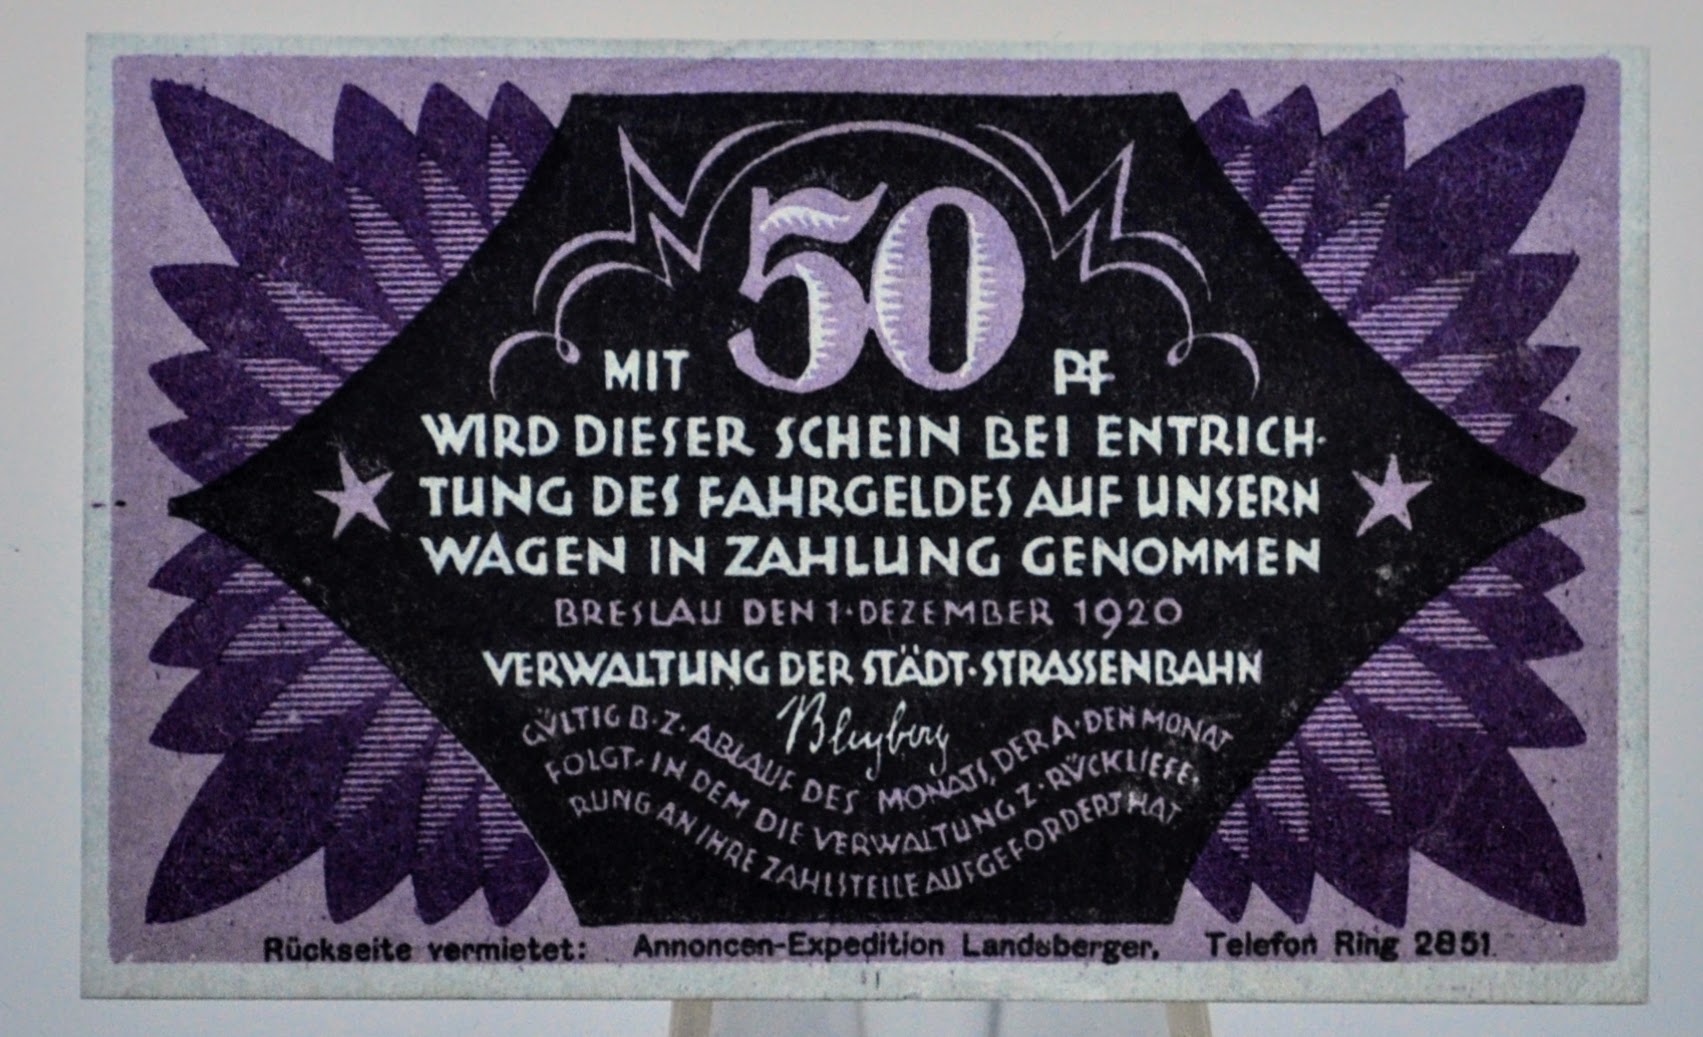 50
MIT PF
WIRD DIESER SCHEIN BEI ENTRICH-
TUNG DES FAHRGELDES AUF UNSERN
WAGEN IN ZAHLUNG GENOMMEN
BRESLAU DEN 1·DEZEMBER 1920
VERWALTUNG DER STÄDT·STRASSENBAHN
Bleyberg
GÜLTIG B·Z·ABLAUF DES MONATS, DER A·DEN MONAT
FOLGT, IN DEM DIE VERWALTUNG Z·RÜCKLIEFE-
RUNG AN IHRE ZAHLSTELLE AUFGEFORDERT HAT
Rückseite vermietet: Annoncen-Expedition Landsberger, Telefon Ring 2851.